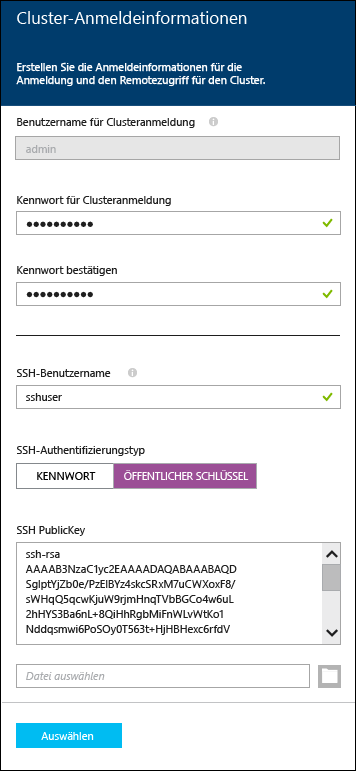 Cluster-Anmeldeinformationen
Erstellen Sie die Anmeldeinformationen für die
Anmeldung und den Remotezugriff für den Cluster.
Benutzername für Clusteranmeldung
admin
Kennwort für Clusteranmeldung
●●●●●●●●●●
Kennwort bestätigen
●●●●●●●●●●
SSH-Benutzername
sshuser
SSH-Authentifizierungstyp
KENNWORT ÖFFENTLICHER SCHLÜSSEL
SSH PublicKey
ssh-rsa
AAAAB3NzaC1yc2EAAAADAQABAAABAQD
SglptYjZb0e/PzElBYz4skcSRxM7uCWXoxF8/
sWHqQ5qcwKjuW9rjmHnqTVbBGCo4w6uL
2hHYS3Ba6nL+8QiHhRgbMiFnWLvWtKo1
Nddqsmwi6PoSOy0T563t+HjHBHexc6rfdV
Datei auswählen
Auswählen